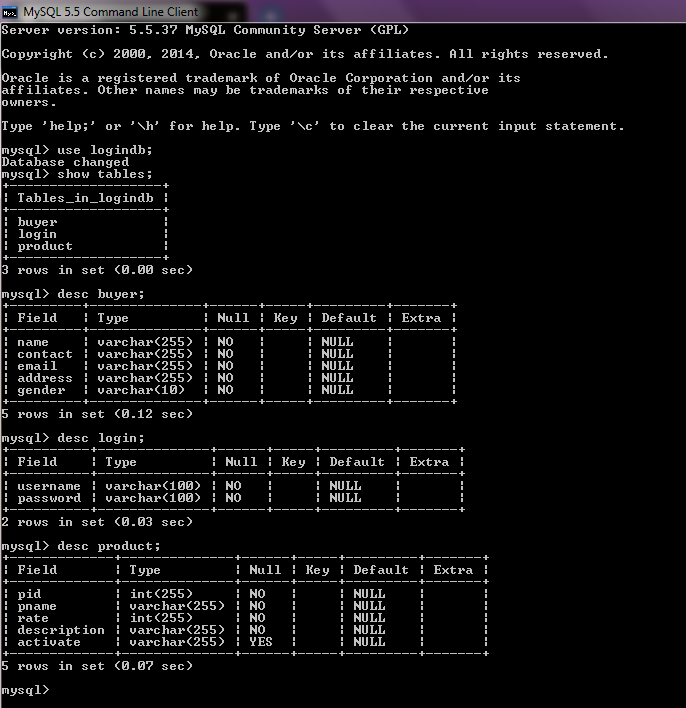 MySQL 5.5 Command Line Client
Server version: 5.5.37 MySQL Community Server (GPL)
Copyright (c) 2000, 2014, Oracle and/or its affiliates. All rights reserved.
Oracle is a registered trademark of Oracle Corporation and/or its
affiliates. Other names may be trademarks of their respective
owners.
Type 'help;' or '\h' for help. Type '\c' to clear the current input statement.
mysql> use logindb;
Database changed
mysql> show tables;
+-------------------+
| Tables_in_logindb |
+-------------------+
| buyer             |
| login             |
| product           |
+-------------------+
3 rows in set (0.00 sec)
mysql> desc buyer;
+---------+--------------+------+-----+---------+-------+
| Field   | Type         | Null | Key | Default | Extra |
+---------+--------------+------+-----+---------+-------+
| name    | varchar(255) | NO   |     | NULL    |       |
| contact | varchar(255) | NO   |     | NULL    |       |
| email   | varchar(255) | NO   |     | NULL    |       |
| address | varchar(255) | NO   |     | NULL    |       |
| gender  | varchar(10)  | NO   |     | NULL    |       |
+---------+--------------+------+-----+---------+-------+
5 rows in set (0.12 sec)
mysql> desc login;
+----------+--------------+------+-----+---------+-------+
| Field    | Type         | Null | Key | Default | Extra |
+----------+--------------+------+-----+---------+-------+
| username | varchar(100) | NO   |     | NULL    |       |
| password | varchar(100) | NO   |     | NULL    |       |
+----------+--------------+------+-----+---------+-------+
2 rows in set (0.03 sec)
mysql> desc product;
+-------------+--------------+------+-----+---------+-------+
| Field       | Type         | Null | Key | Default | Extra |
+-------------+--------------+------+-----+---------+-------+
| pid         | int(255)     | NO   |     | NULL    |       |
| pname       | varchar(255) | NO   |     | NULL    |       |
| rate        | int(255)     | NO   |     | NULL    |       |
| description | varchar(255) | NO   |     | NULL    |       |
| activate    | varchar(255) | YES  |     | NULL    |       |
+-------------+--------------+------+-----+---------+-------+
5 rows in set (0.07 sec)
mysql>